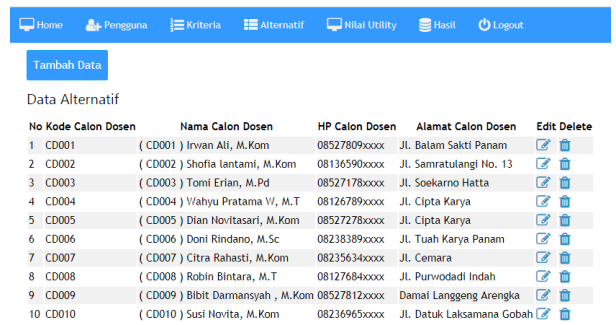 Home Pengguna Kriteria Alternatif Nilai Utility Hasil Logout
Tambah Data
Data Alternatif
No Kode Calon Dosen Nama Calon Dosen HP Calon Dosen Alamat Calon Dosen Edit Delete
1 CD001 ( CD001 ) Irwan Ali, M.Kom 08527809xxxx Jl. Balam Sakti Panam
2 CD002 ( CD002 ) Shofia lantami, M.Kom 08136590xxxx Jl. Samratulangi No. 13
3 CD003 ( CD003 ) Tomi Erian, M.Pd 08527178xxxx Jl. Soekarno Hatta
4 CD004 ( CD004 ) Wahyu Pratama W, M.T 08126789xxxx Jl. Cipta Karya
5 CD005 ( CD005 ) Dian Novitasari, M.Kom 08527278xxxx Jl. Cipta Karya
6 CD006 ( CD006 ) Doni Rindano, M.Sc 08238389xxxx Jl. Tuah Karya Panam
7 CD007 ( CD007 ) Citra Rahasti, M.Kom 08235634xxxx Jl. Cemara
8 CD008 ( CD008 ) Robin Bintara, M.T 08127684xxxx Jl. Purwodadi Indah
9 CD009 ( CD009 ) Bibit Darmansyah , M.Kom 08527812xxxx Damai Langgeng Arengka
10 CD010 ( CD010 ) Susi Novita, M.Kom 08236965xxxx Jl. Datuk Laksamana Gobah